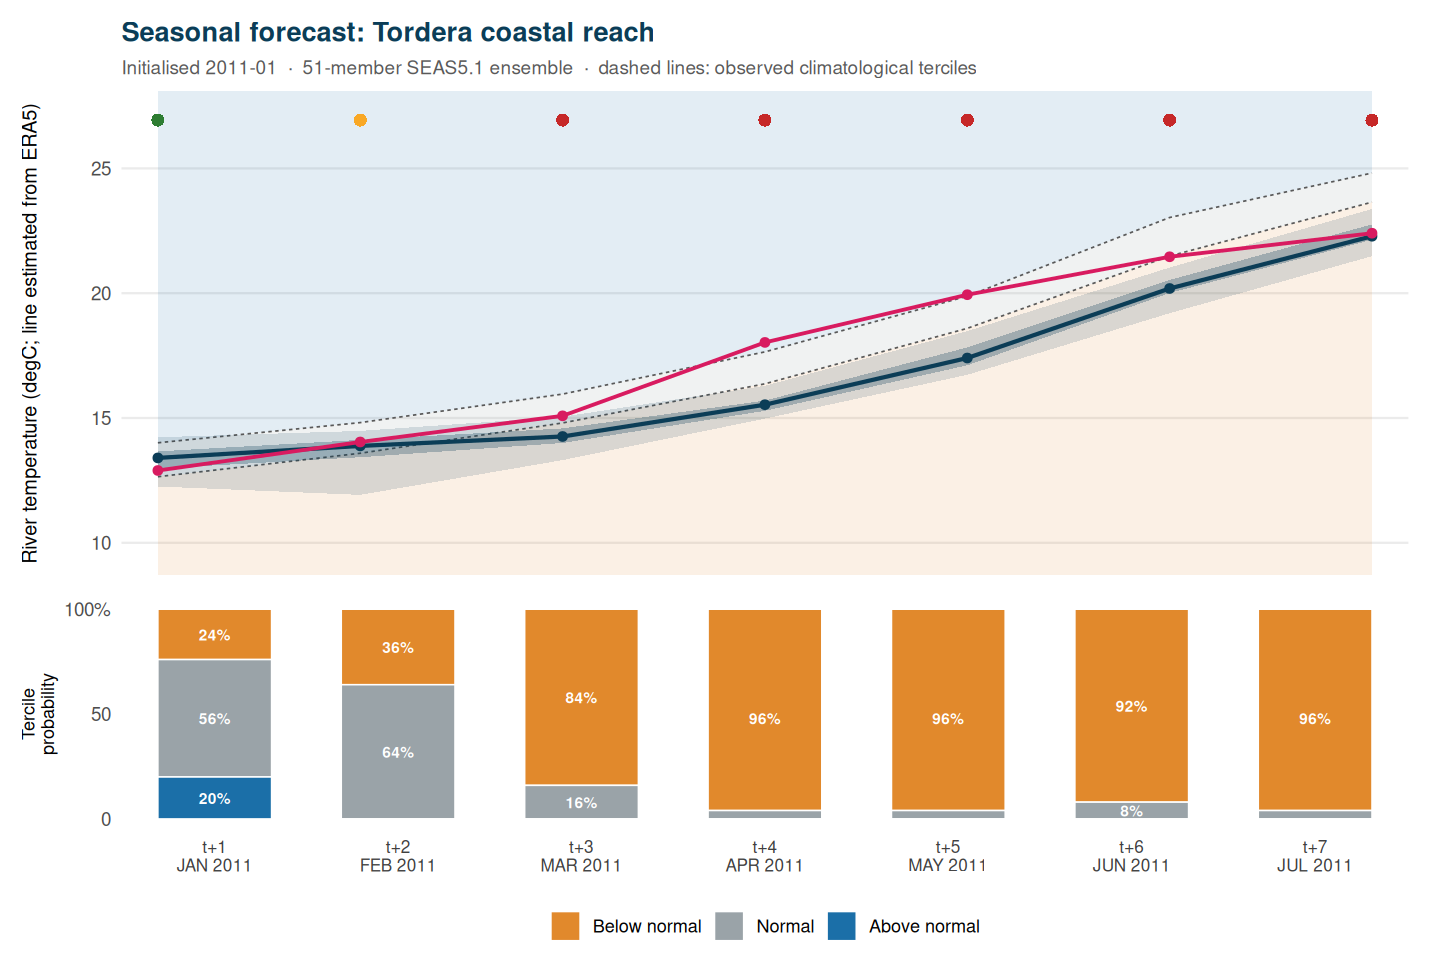 Seasonal forecast: Tordera coastal reach
Initialised 2011-01 · 51-member SEAS5.1 ensemble · dashed lines: observed climatological terciles
River temperature (degC; line estimated from ERA5)
25
20
15
10
Tercile
probability
100%
50
0
24%
56%
20%
36%
64%
84%
16%
96%
96%
92%
8%
96%
t+1
JAN 2011
t+2
FEB 2011
t+3
MAR 2011
t+4
APR 2011
t+5
MAY 2011
t+6
JUN 2011
t+7
JUL 2011
Below normal
Normal
Above normal